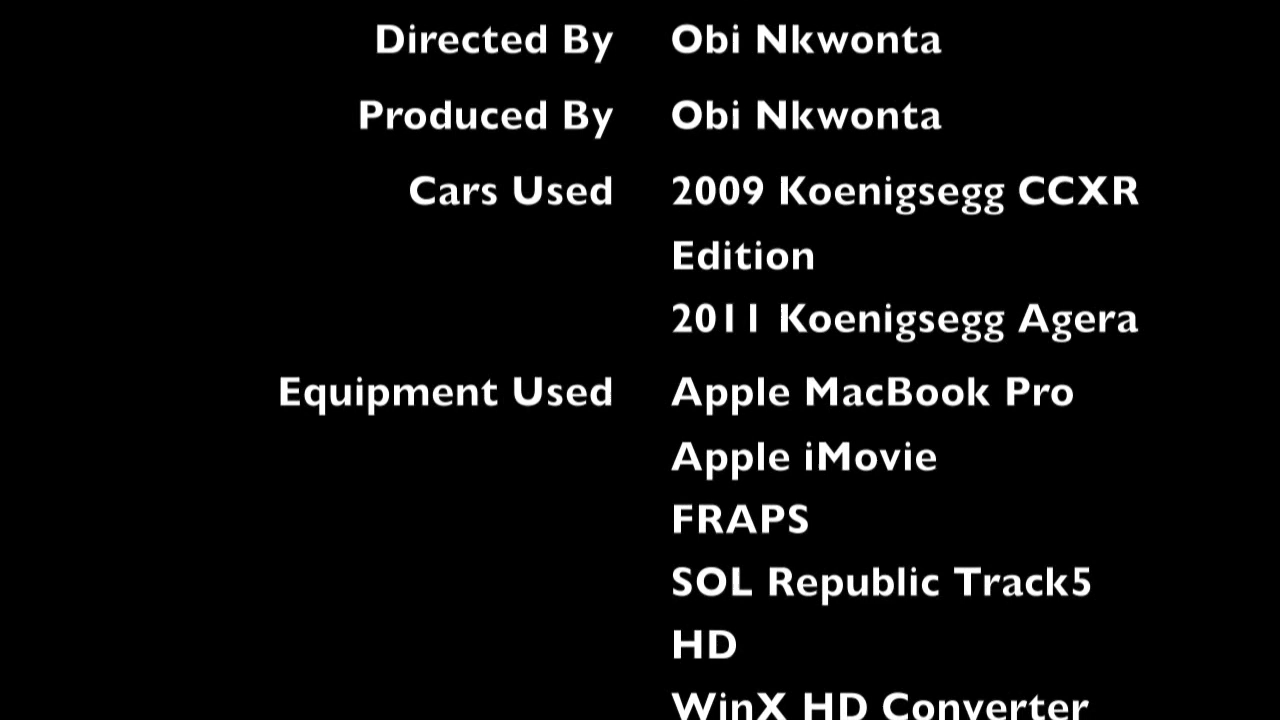 Directed By Obi Nkwonta
Produced By Obi Nkwonta
Cars Used 2009 Koenigsegg CCXR
Edition
2011 Koenigsegg Agera
Equipment Used Apple MacBook Pro
Apple iMovie
FRAPS
SOL Republic Track5
HD
WinX HD Converter